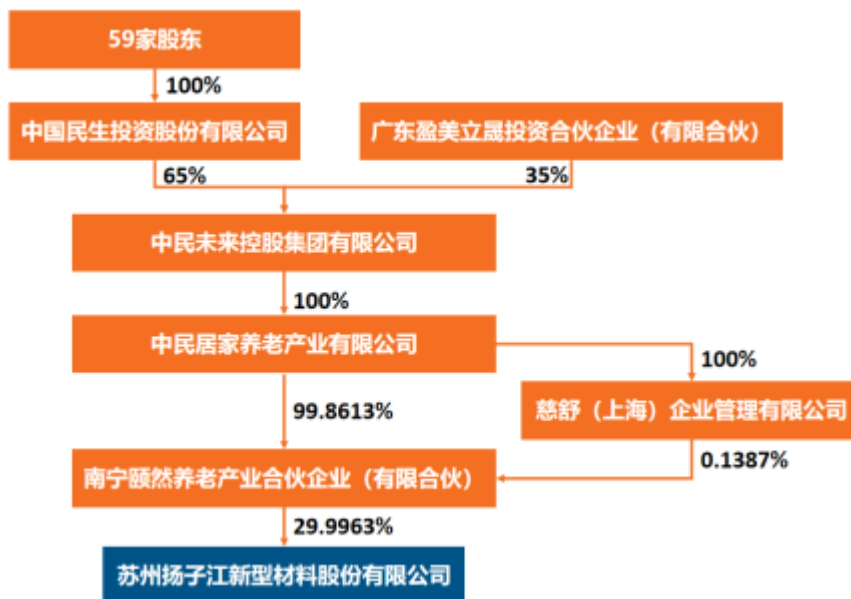 59家股东
100%
中国民生投资股份有限公司
广东盈美立晟投资合伙企业（有限合伙）
65%
35%
中民未来控股集团有限公司
100%
中民居家养老产业有限公司
100%
99.8613%
慈舒（上海）企业管理有限公司
0.1387%
南宁颐然养老产业合伙企业（有限合伙）
29.9963%
苏州扬子江新型材料股份有限公司